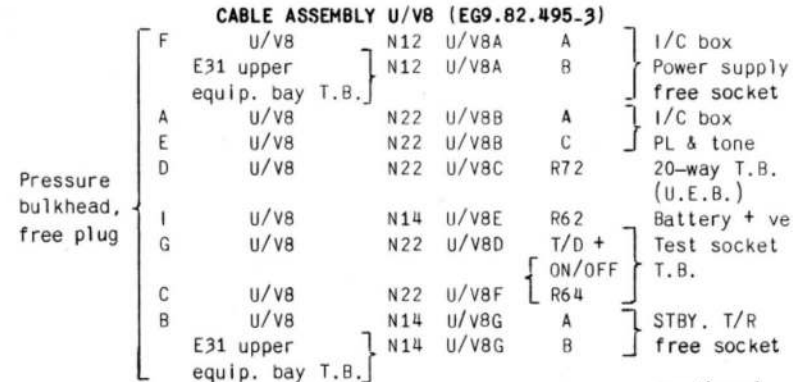 CABLE ASSEMBLY U/V8 (EG9.82.495-3)
F U/V8 N12 U/V8A A I/C box
E31 upper N12 U/V8A B Power supply
equip. bay T.B. free socket
A U/V8 N22 U/V8B A I/C box
E U/V8 N22 U/V8B C PL & tone
D U/V8 N22 U/V8C R72 20-way T.B.
Pressure (U.E.B.)
bulkhead, I U/V8 N14 U/V8E R62 Battery + ve
free plug G U/V8 N22 U/V8D T/D + Test socket
ON/OFF T.B.
C U/V8 N22 U/V8F R64
B U/V8 N14 U/V8G A STBY. T/R
E31 upper N14 U/V8G B free socket
equip. bay T.B.